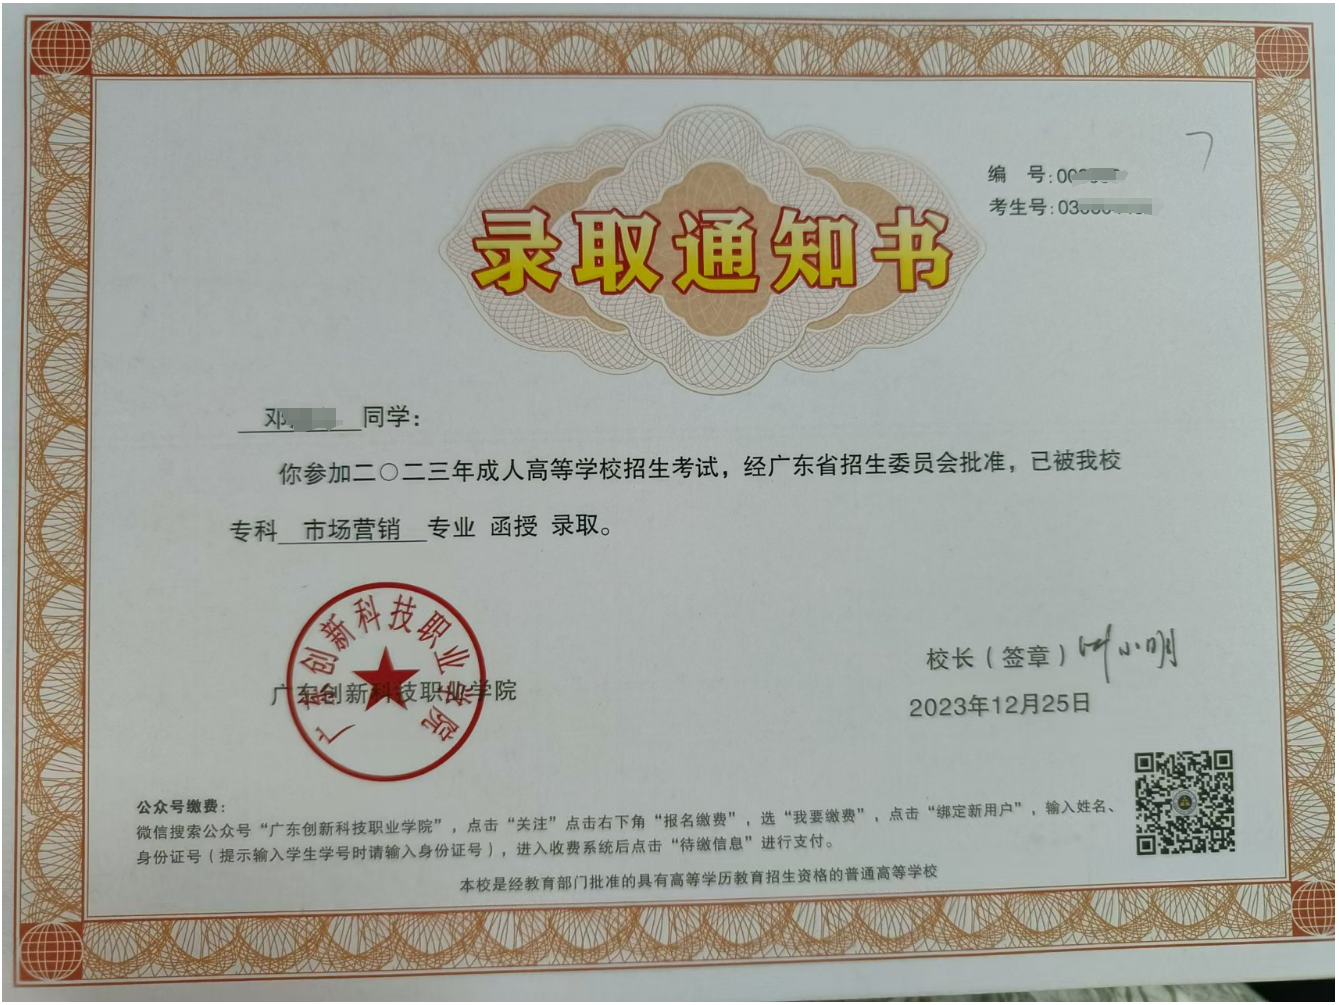 录取通知书
编 号:00
考生号:03
邓 同学:
你参加二〇二三年成人高等学校招生考试，经广东省招生委员会批准，已被我校
专科 市场营销 专业 函授 录取。
广东创新科技职业学院
广东创新科技职业学院
校长（签章）
2023年12月25日
公众号缴费:
微信搜索公众号“广东创新科技职业学院”，点击“关注”点击右下角“报名缴费”，选“我要缴费”，点击“绑定新用户”，输入姓名、
身份证号（提示输入学生学号时请输入身份证号），进入收费系统后点击“待缴信息”进行支付。
本校是经教育部门批准的具有高等学历教育招生资格的普通高等学校